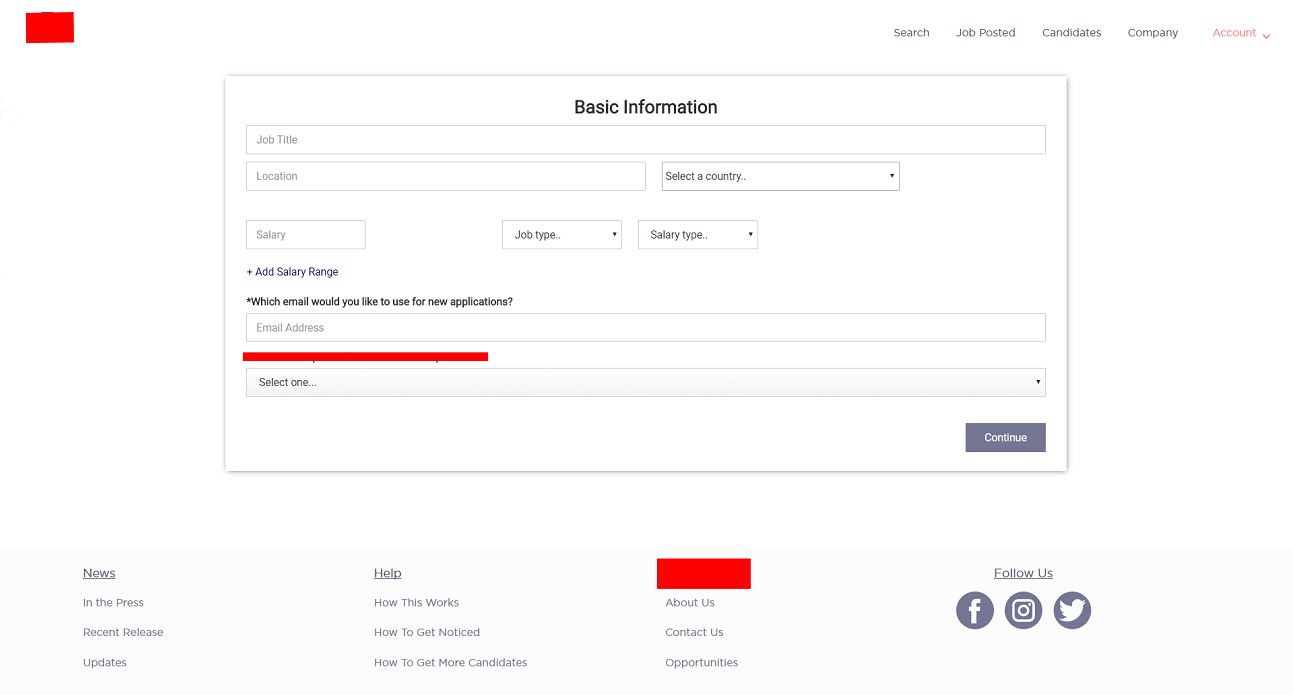 Search Job Posted Candidates Company Account
Basic Information
Job Title
Location Select a country..
Salary Job type.. Salary type..
+ Add Salary Range
*Which email would you like to use for new applications?
Email Address
Select one...
Continue
News Help Follow Us
In the Press How This Works About Us
Recent Release How To Get Noticed Contact Us
Updates How To Get More Candidates Opportunities